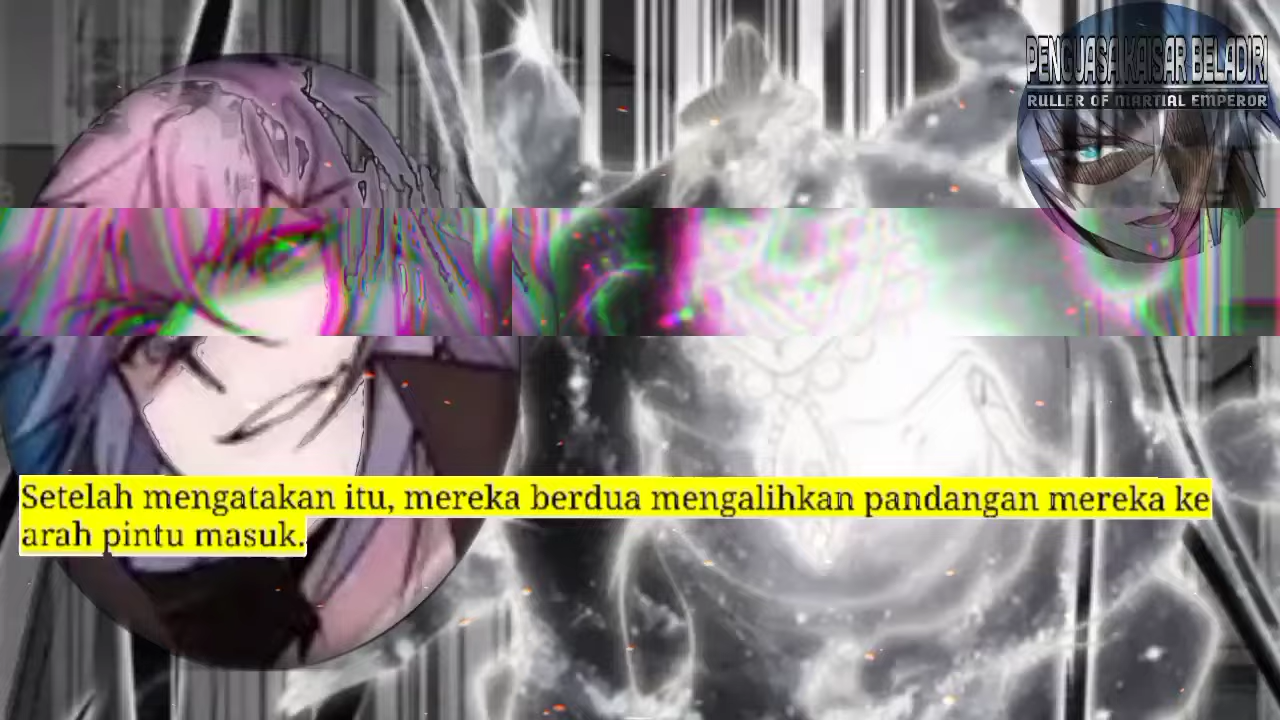 PENGUASA KAISAR BELADIRI
RULLER OF MARTIAL EMPEROR
Setelah mengatakan itu, mereka berdua mengalihkan pandangan mereka ke
arah pintu masuk.